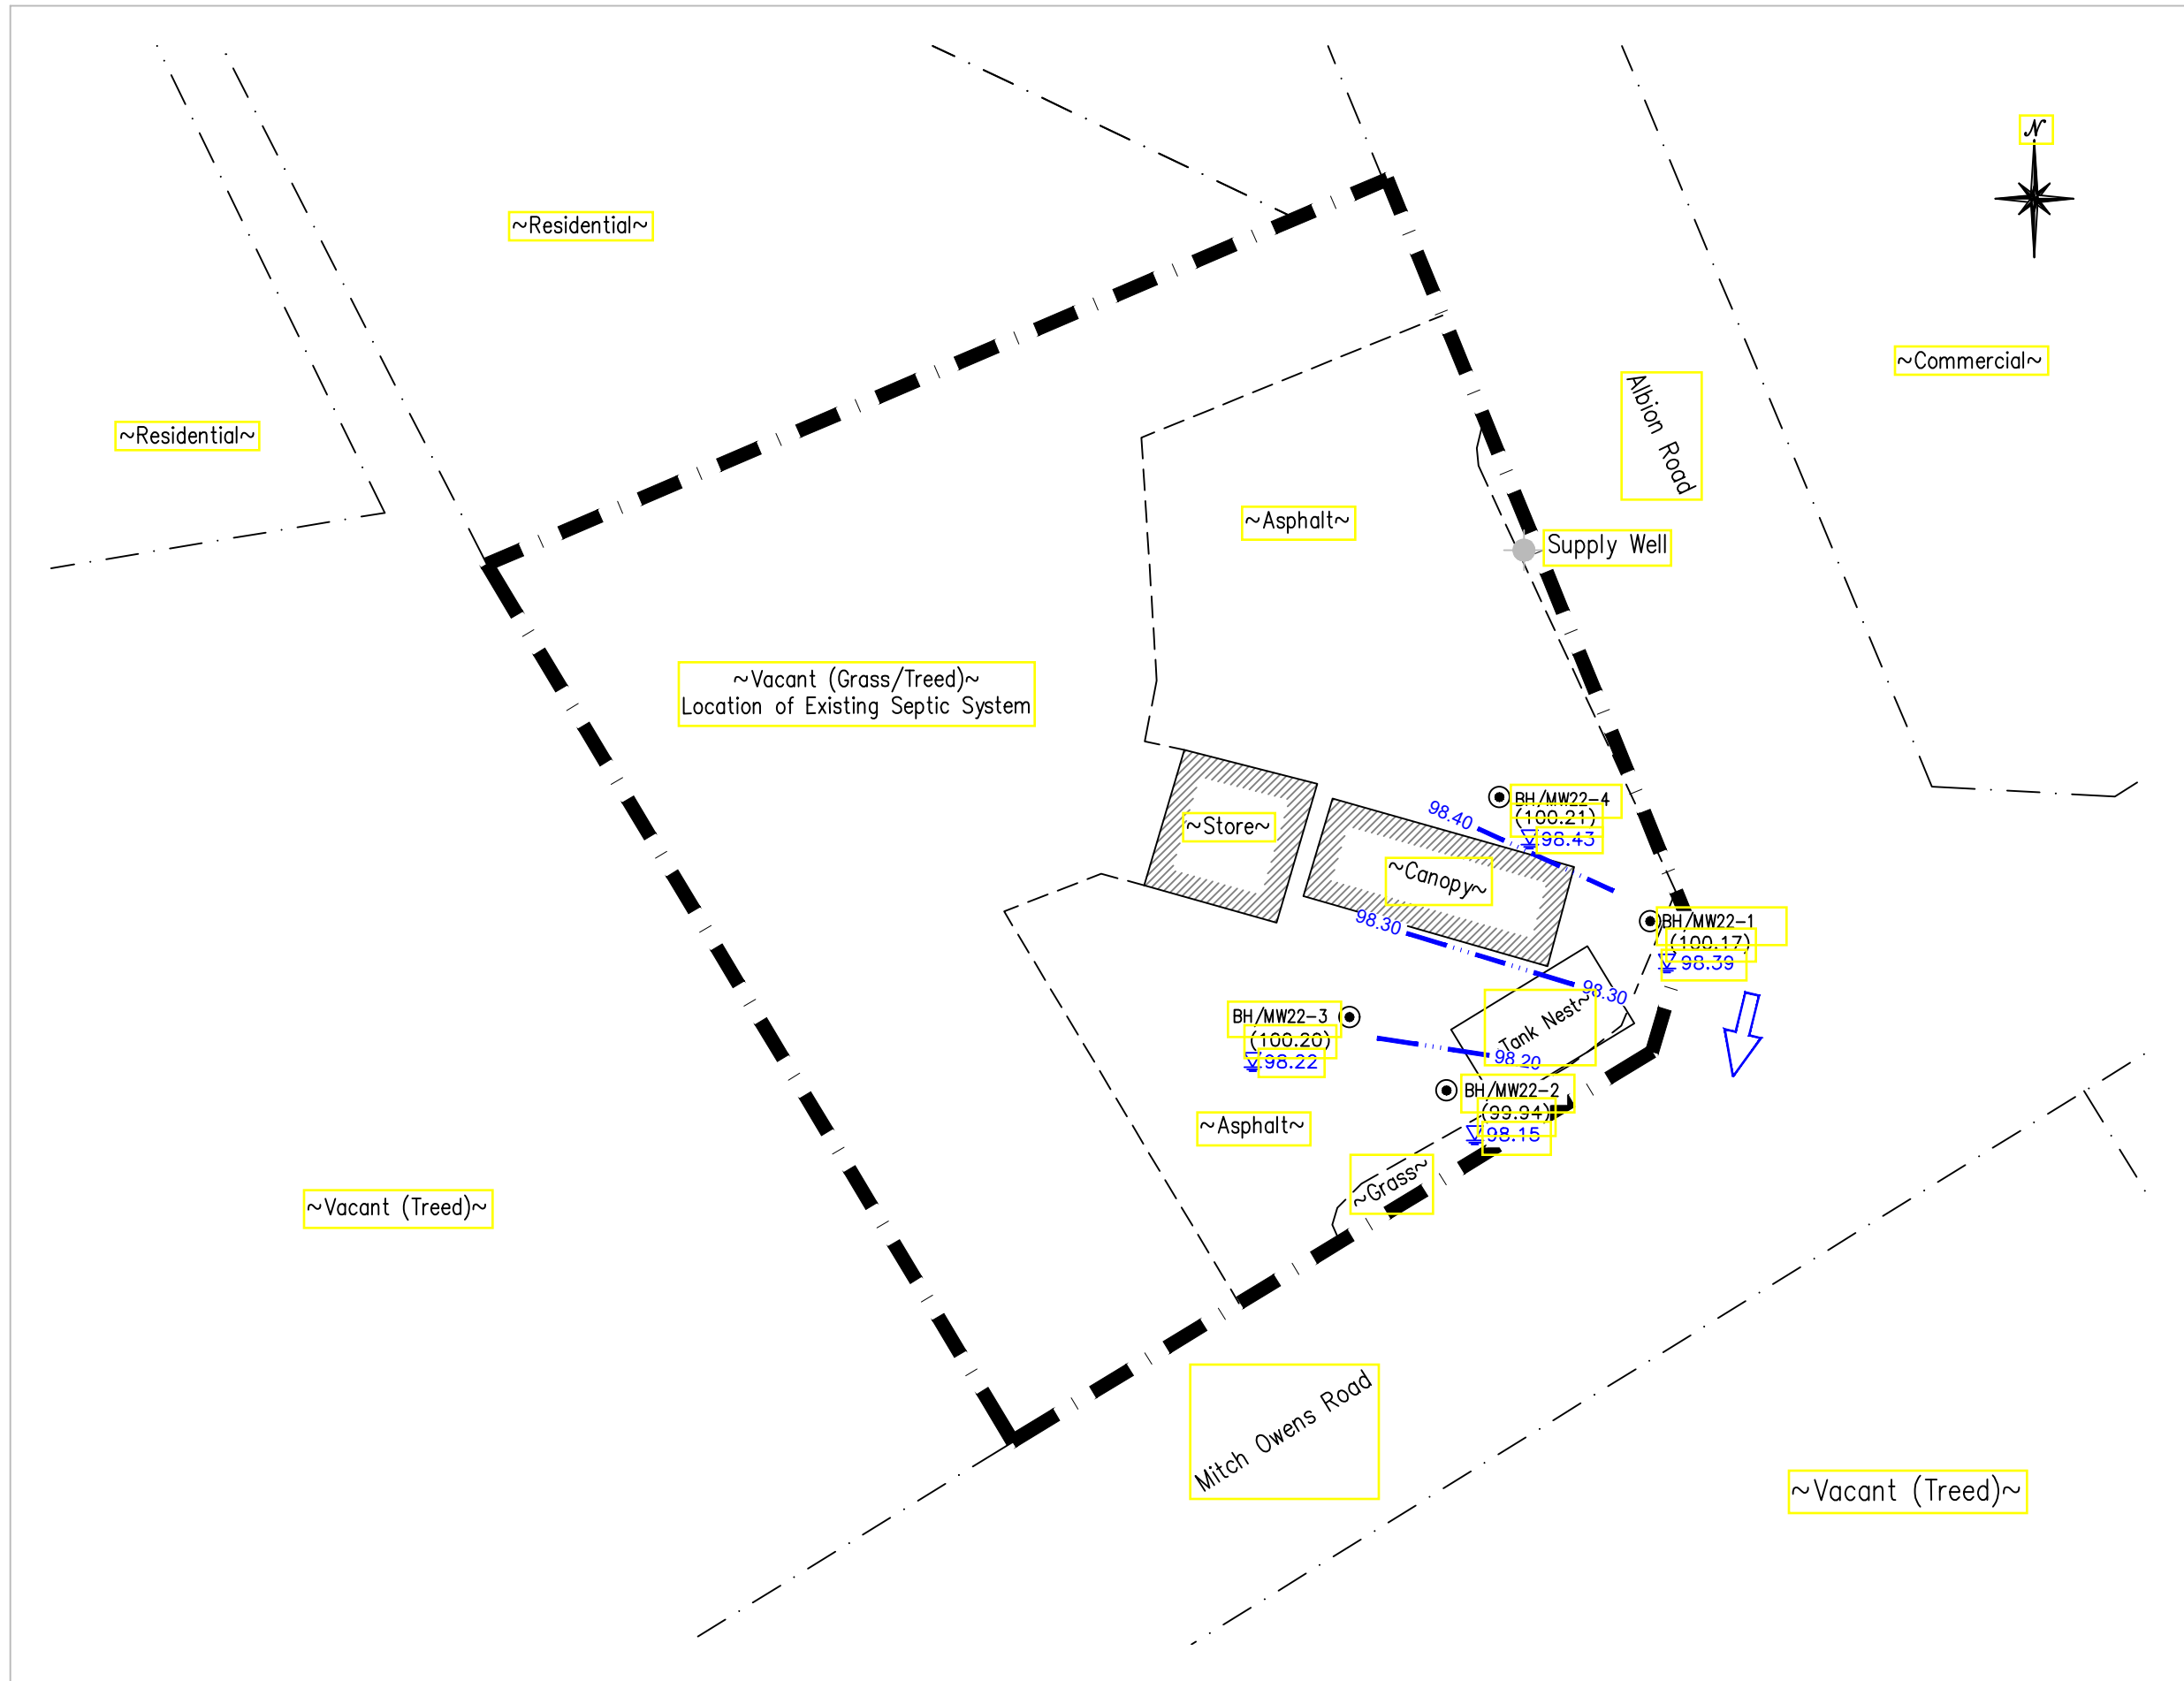 N
~Residential~
~Commercial~
Albion Road
~Residential~
~Asphalt~
Supply Well
~Vacant (Grass/Treed)~
Location of Existing Septic System
BH/MW22-4
(100.21)
98.43
98.40
~Store~
~Canopy~
98.30
BH/MW22-1
(100.17)
98.39
98.30
~Tank Nest~
BH/MW22-3
(100.20)
98.22
98.20
BH/MW22-2
(99.94)
98.15
~Asphalt~
~Grass~
~Vacant (Treed)~
Mitch Owens Road
~Vacant (Treed)~